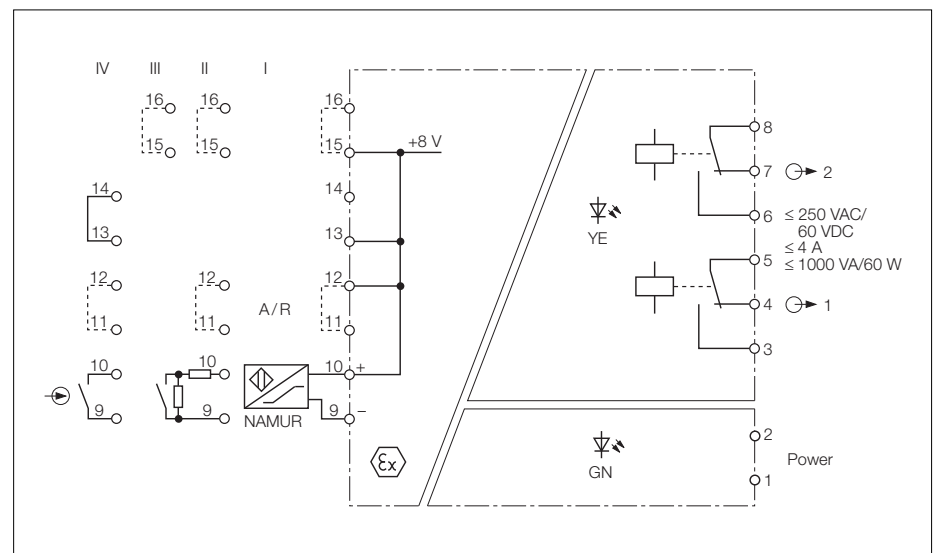 IV III II I
16 16 16
15 15 15 +8 V
14 14
13 13
12 12 12
11 11 A/R 11
10 10 10 +
9 9 9 –
NAMUR
Ex
YE
GN
8
7 2
6 ≤ 250 VAC/
60 VDC
≤ 4 A
5 ≤ 1000 VA/60 W
4 1
3
2
Power
1